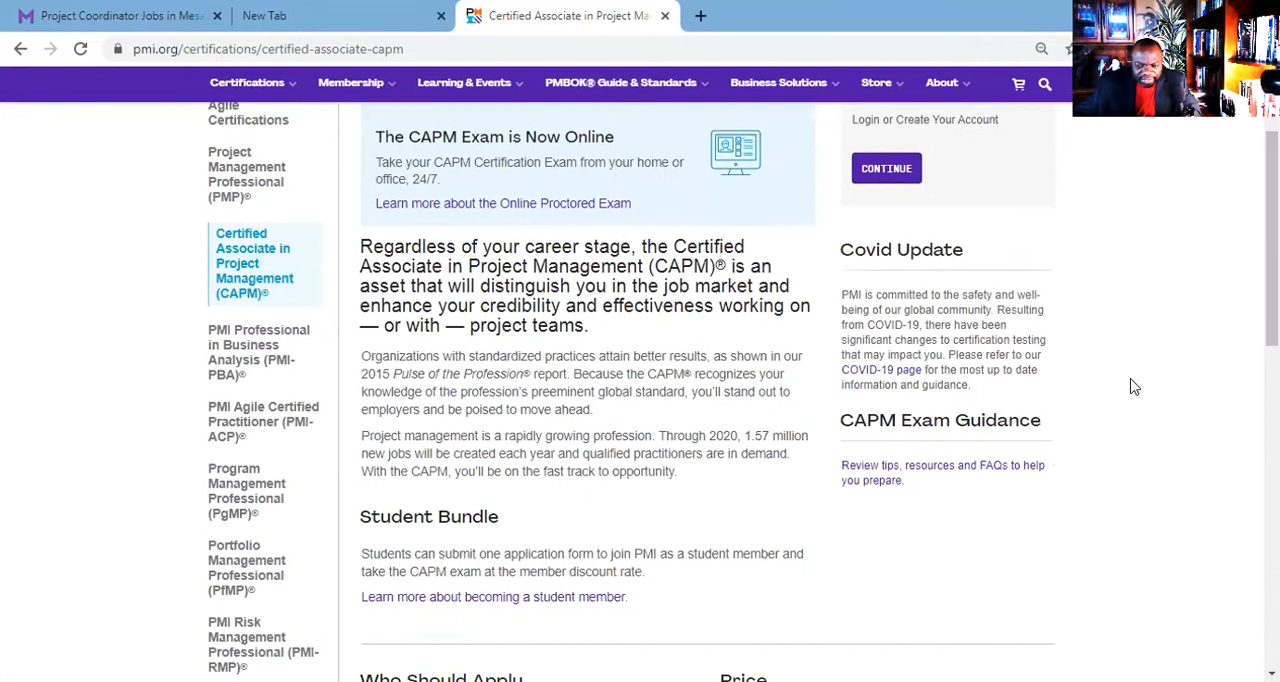 Project Coordinator Jobs in Mesa
New Tab
Certified Associate in Project Ma
pmi.org/certifications/certified-associate-capm
Certifications
Membership
Learning & Events
PMBOK® Guide & Standards
Business Solutions
Store
About
Agile
Certifications
Project
Management
Professional
(PMP)®
Certified
Associate in
Project
Management
(CAPM)®
PMI Professional
in Business
Analysis (PMI-
PBA)®
PMI Agile Certified
Practitioner (PMI-
ACP)®
Program
Management
Professional
(PgMP)®
Portfolio
Management
Professional
(PfMP)®
PMI Risk
Management
Professional (PMI-
RMP)®
The CAPM Exam is Now Online
Take your CAPM Certification Exam from your home or
office, 24/7.
Learn more about the Online Proctored Exam
Regardless of your career stage, the Certified
Associate in Project Management (CAPM)® is an
asset that will distinguish you in the job market and
enhance your credibility and effectiveness working on
— or with — project teams.
Organizations with standardized practices attain better results, as shown in our
2015 Pulse of the Profession® report. Because the CAPM® recognizes your
knowledge of the profession’s preeminent global standard, you’ll stand out to
employers and be poised to move ahead.
Project management is a rapidly growing profession. Through 2020, 1.57 million
new jobs will be created each year and qualified practitioners are in demand.
With the CAPM, you’ll be on the fast track to opportunity.
Student Bundle
Students can submit one application form to join PMI as a student member and
take the CAPM exam at the member discount rate.
Learn more about becoming a student member.
Who Should Apply
Price
Login or Create Your Account
CONTINUE
Covid Update
PMI is committed to the safety and well-
being of our global community. Resulting
from COVID-19, there have been
significant changes to certification testing
that may impact you. Please refer to our
COVID-19 page for the most up to date
information and guidance.
CAPM Exam Guidance
Review tips, resources and FAQs to help
you prepare.